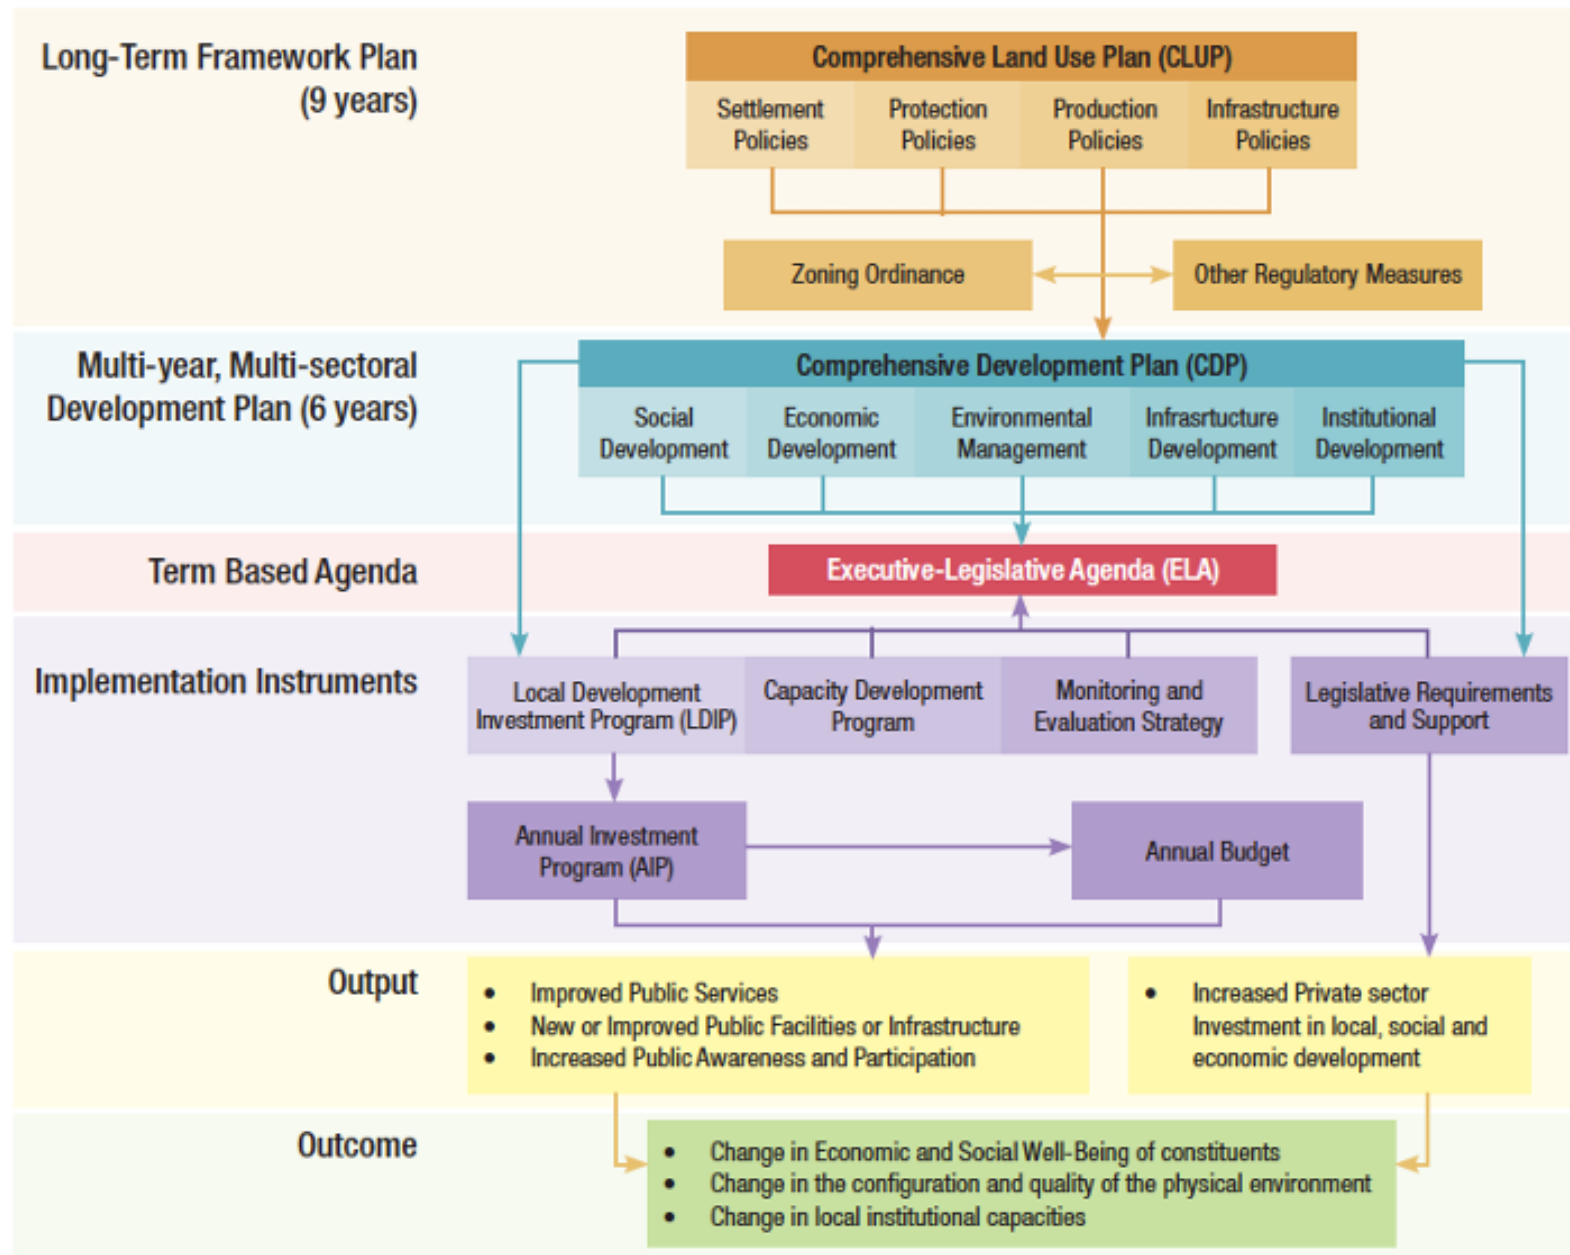 Long-Term Framework Plan
(9 years)
Comprehensive Land Use Plan (CLUP)
Settlement
Policies
Protection
Policies
Production
Policies
Infrastructure
Policies
Zoning Ordinance
Other Regulatory Measures
Multi-year, Multi-sectoral
Development Plan (6 years)
Comprehensive Development Plan (CDP)
Social
Development
Economic
Development
Environmental
Management
Infrasrtucture
Development
Institutional
Development
Term Based Agenda
Executive-Legislative Agenda (ELA)
Implementation Instruments
Local Development
Investment Program (LDIP)
Capacity Development
Program
Monitoring and
Evaluation Strategy
Legislative Requirements
and Support
Annual Investment
Program (AIP)
Annual Budget
Output
• Improved Public Services
• New or Improved Public Facilities or Infrastructure
• Increased Public Awareness and Participation
• Increased Private sector
Investment in local, social and
economic development
Outcome
• Change in Economic and Social Well-Being of constituents
• Change in the configuration and quality of the physical environment
• Change in local institutional capacities